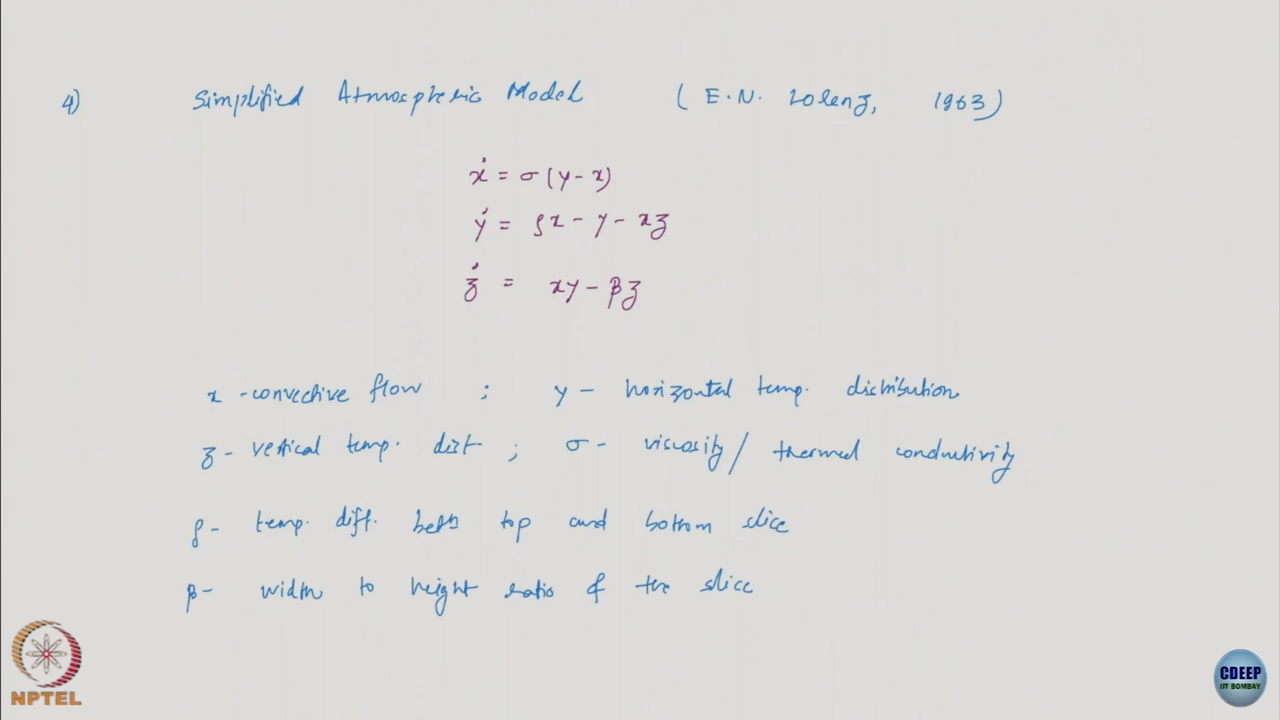 4) Simplified Atmospheric Model (E.N. Lorenz, 1963)
ẋ = σ(y-x)
ẏ = ρx - y - xz
ż = xy - βz
x - convective flow ; y - horizontal temp. distribution
z - vertical temp. dist. ; σ - viscosity / thermal conductivity
ρ - temp. diff. betn top and bottom slice
β - width to height ratio of the slice
NPTEL
CDEEP
IIT BOMBAY